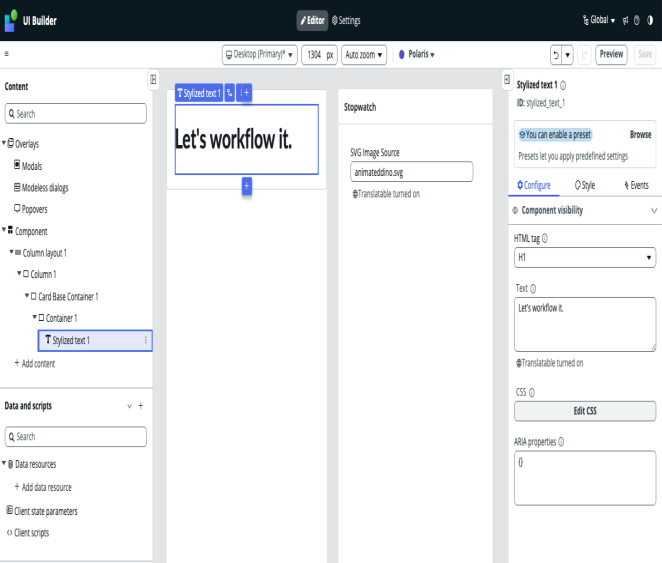 UI Builder
Editor
Settings
Global
Desktop (Primary)*
1304 px
Auto zoom
Polaris
Preview
Save
Content
Search
Overlays
Modals
Modeless dialogs
Popovers
Component
Column layout 1
Column 1
Card Base Container 1
Container 1
Stylized text 1
+ Add content
Data and scripts
Search
Data resources
+ Add data resource
Client state parameters
Client scripts
Stylized text 1
Let's workflow it.
Stopwatch
SVG Image Source
animateddino.svg
Translatable turned on
Stylized text 1
ID: stylized_text_1
You can enable a preset
Browse
Presets let you apply predefined settings
Configure
Style
Events
Component visibility
HTML tag
H1
Text
Let's workflow it.
Translatable turned on
CSS
Edit CSS
ARIA properties
{}